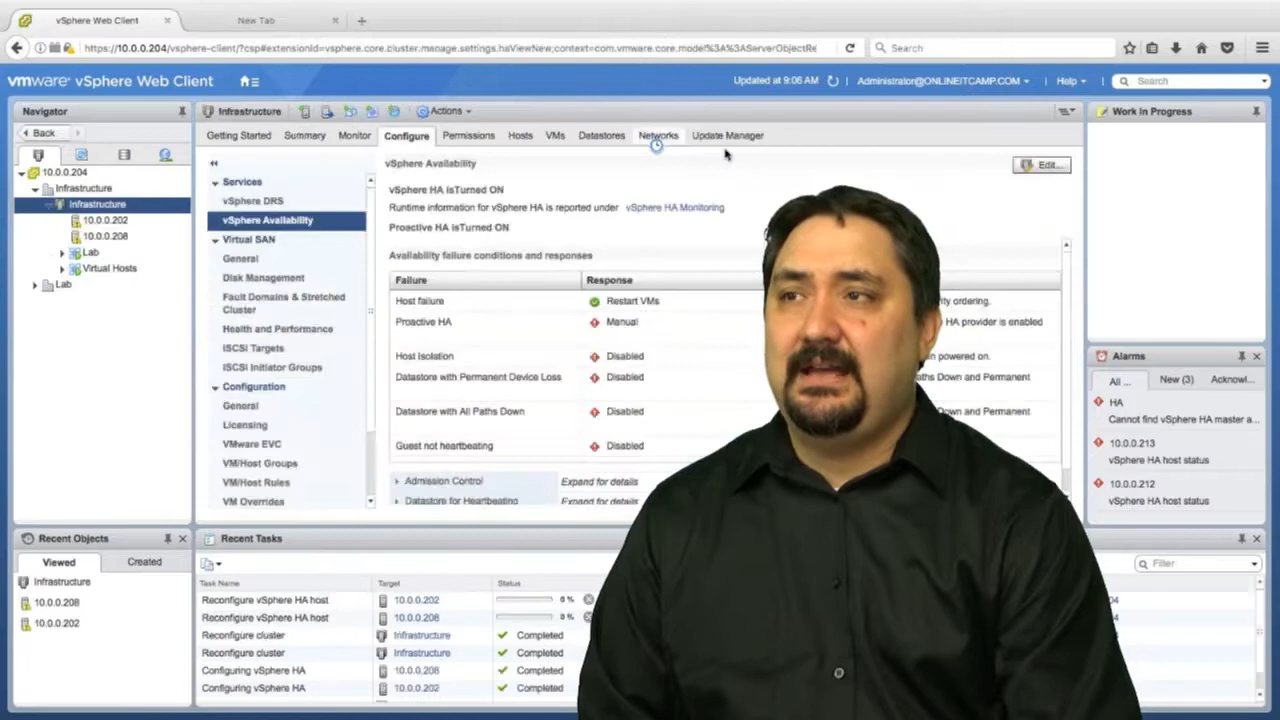 vSphere Web Client
New Tab
https://10.0.0.204/vsphere-client/?csp#extensionId=vsphere.core.cluster.manage.settings.haViewNew;context=com.vmware.core.model%3A%3AServerObjectRe
Search
vmware® vSphere Web Client
Updated at 9:06 AM
Administrator@ONLINEITCAMP.COM
Help
Search
Navigator
Back
10.0.0.204
Infrastructure
Infrastructure
10.0.0.202
10.0.0.208
Lab
Virtual Hosts
Lab
Infrastructure
Actions
Getting Started Summary Monitor Configure Permissions Hosts VMs Datastores Networks Update Manager
Services
vSphere DRS
vSphere Availability
Virtual SAN
General
Disk Management
Fault Domains & Stretched
Cluster
Health and Performance
iSCSI Targets
iSCSI Initiator Groups
Configuration
General
Licensing
VMware EVC
VM/Host Groups
VM/Host Rules
VM Overrides
vSphere Availability
Edit...
vSphere HA isTurned ON
Runtime information for vSphere HA is reported under vSphere HA Monitoring
Proactive HA isTurned ON
Availability failure conditions and responses
Failure Response
Host failure Restart VMs ordering.
Proactive HA Manual HA provider is enabled
Host Isolation Disabled powered on.
Datastore with Permanent Device Loss Disabled Down and Permanent
Datastore with All Paths Down Disabled Down and Permanent
Guest not heartbeating Disabled
Admission Control Expand for details
Datastore for Heartbeating Expand for details
Work In Progress
Alarms
All ... New (3) Acknowl...
HA
Cannot find vSphere HA master a...
10.0.0.213
vSphere HA host status
10.0.0.212
vSphere HA host status
Recent Objects
Viewed Created
Infrastructure
10.0.0.208
10.0.0.202
Recent Tasks
Filter
Task Name Target Status
Reconfigure vSphere HA host 10.0.0.202 0 %
Reconfigure vSphere HA host 10.0.0.208 0 %
Reconfigure cluster Infrastructure Completed
Reconfigure cluster Infrastructure Completed
Configuring vSphere HA 10.0.0.208 Completed
Configuring vSphere HA 10.0.0.202 Completed